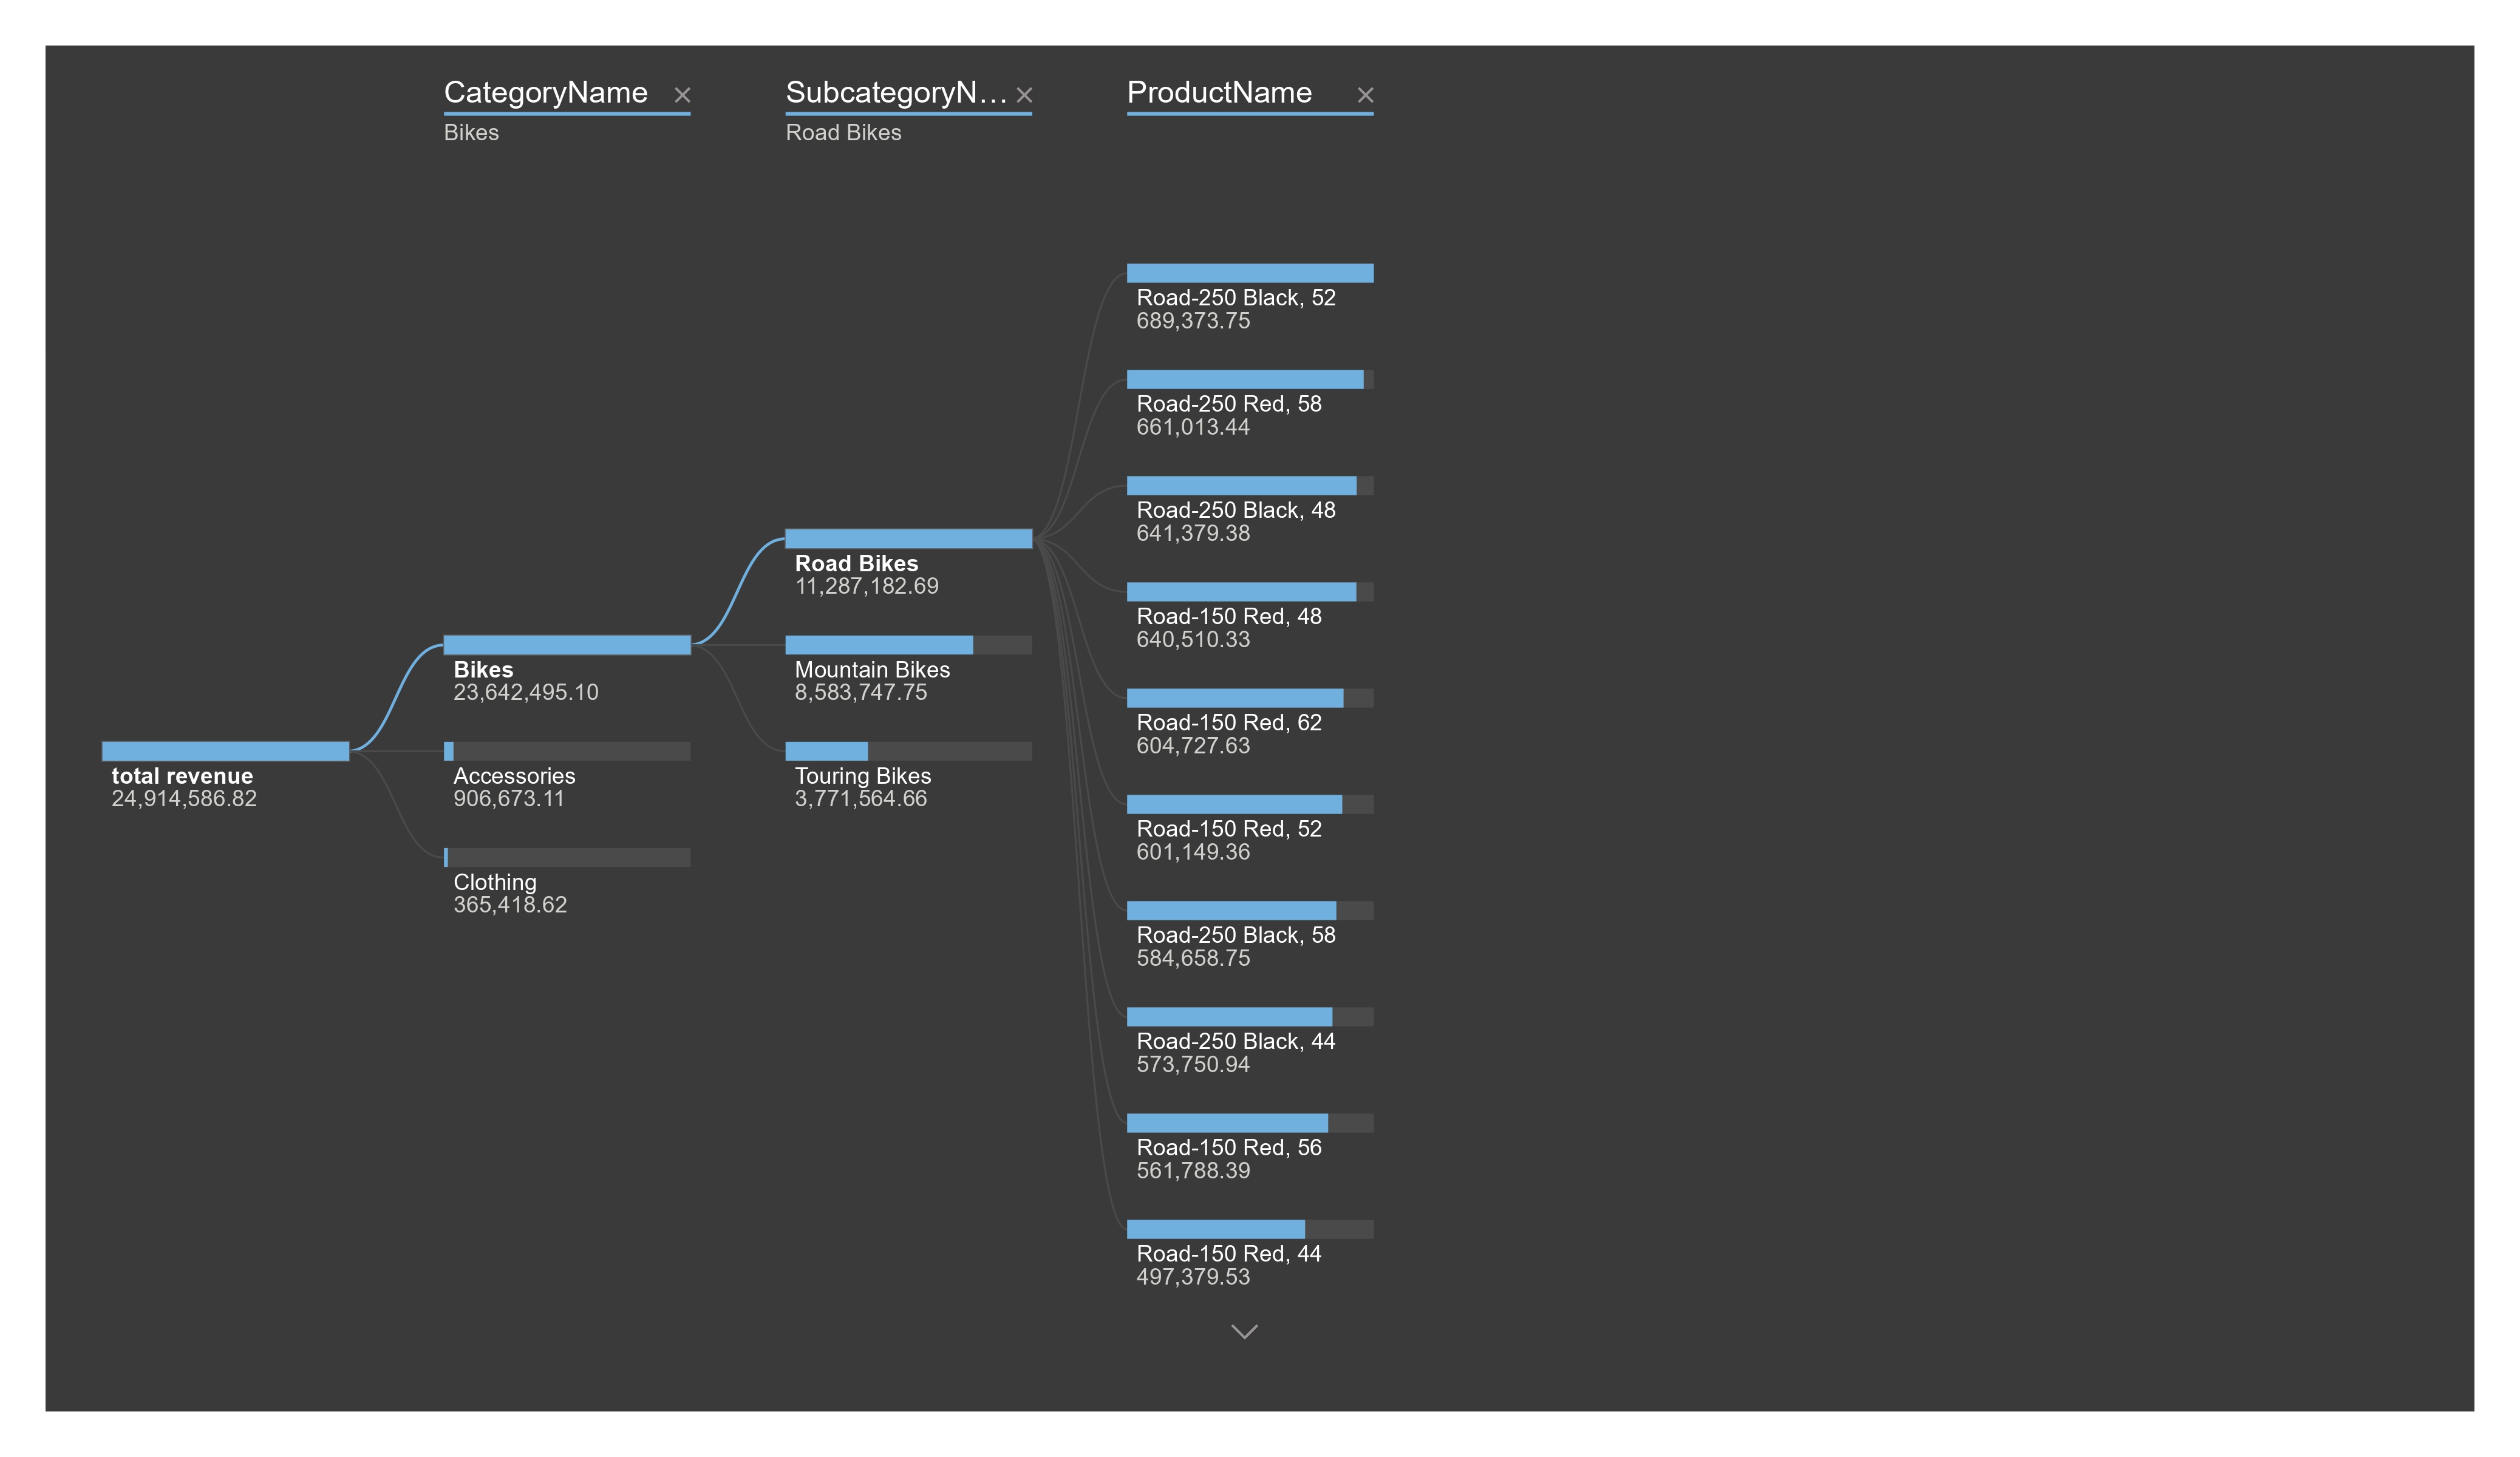 CategoryName
Bikes
SubcategoryN...
Road Bikes
ProductName
total revenue
24,914,586.82
Bikes
23,642,495.10
Accessories
906,673.11
Clothing
365,418.62
Road Bikes
11,287,182.69
Mountain Bikes
8,583,747.75
Touring Bikes
3,771,564.66
Road-250 Black, 52
689,373.75
Road-250 Red, 58
661,013.44
Road-250 Black, 48
641,379.38
Road-150 Red, 48
640,510.33
Road-150 Red, 62
604,727.63
Road-150 Red, 52
601,149.36
Road-250 Black, 58
584,658.75
Road-250 Black, 44
573,750.94
Road-150 Red, 56
561,788.39
Road-150 Red, 44
497,379.53